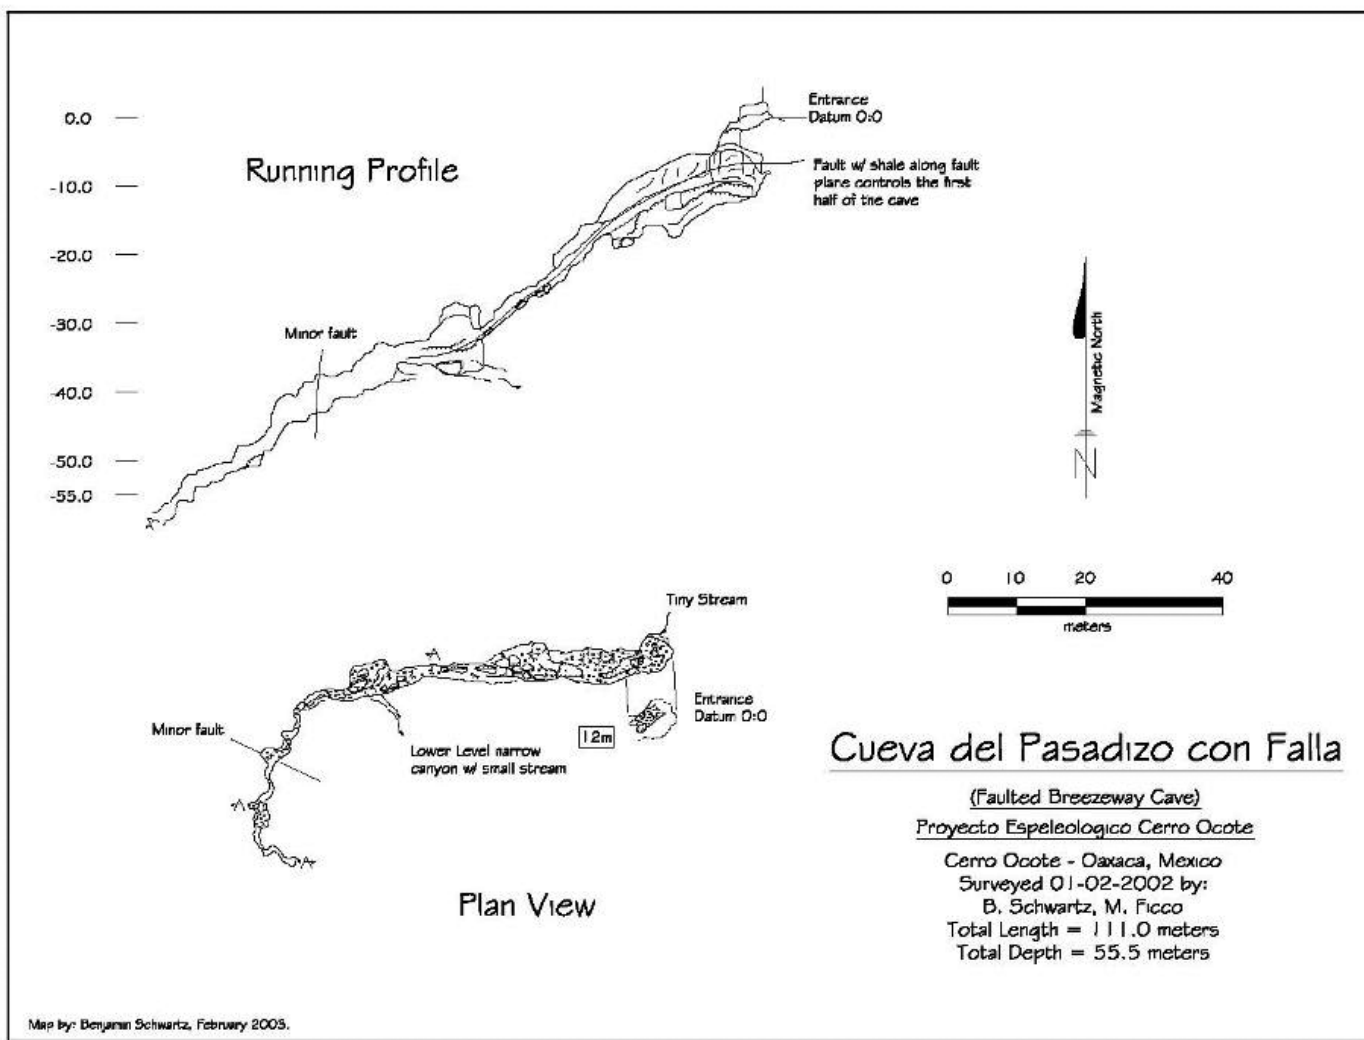 Entrance
Datum 0:0
0.0
Running Profile
Fault w/ shale along fault
plane controls the first
half of the cave
-10.0
-20.0
-30.0
Minor fault
-40.0
-50.0
-55.0
Magnetic North
N
0 10 20 40
meters
Tiny Stream
Entrance
Datum 0:0
Minor fault
12m
Lower Level narrow
canyon w/ small stream
Plan View
Cueva del Pasadizo con Falla
(Faulted Breezeway Cave)
Proyecto Espeleologico Cerro Ocote
Cerro Ocote - Oaxaca, Mexico
Surveyed 01-02-2002 by:
B. Schwartz, M. Ficco
Total Length = 111.0 meters
Total Depth = 55.5 meters
Map by: Benjamin Schwartz, February 2003.